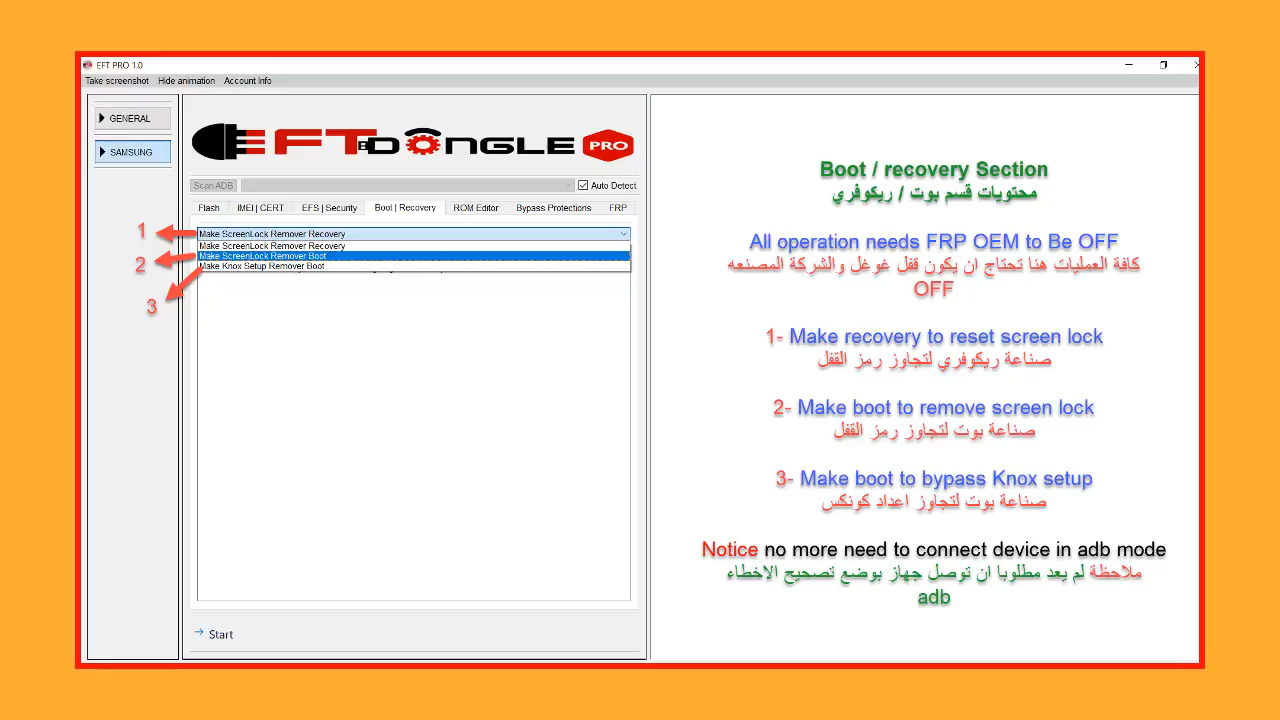 EFT PRO 1.0
Take screenshot Hide animation Account Info
GENERAL
SAMSUNG
EFT DONGLE PRO
Scan ADB Auto Detect
Flash IMEI | CERT EFS | Security Boot | Recovery ROM Editor Bypass Protections FRP
1
Make ScreenLock Remover Recovery
Make ScreenLock Remover Recovery
2
Make ScreenLock Remover Boot
Make Knox Setup Remover Boot
3
Start
Boot / recovery Section
محتويات قسم بوت / ريكوفري
All operation needs FRP OEM to Be OFF
كافة العمليات هنا تحتاج ان يكون قفل غوغل والشركة المصنعه
OFF
1- Make recovery to reset screen lock
صناعة ريكوفري لتجاوز رمز القفل
2- Make boot to remove screen lock
صناعة بوت لتجاوز رمز القفل
3- Make boot to bypass Knox setup
صناعة بوت لتجاوز اعداد كونكس
Notice no more need to connect device in adb mode
ملاحظة لم يعد مطلوبا ان توصل جهاز بوضع تصحيح الاخطاء
adb